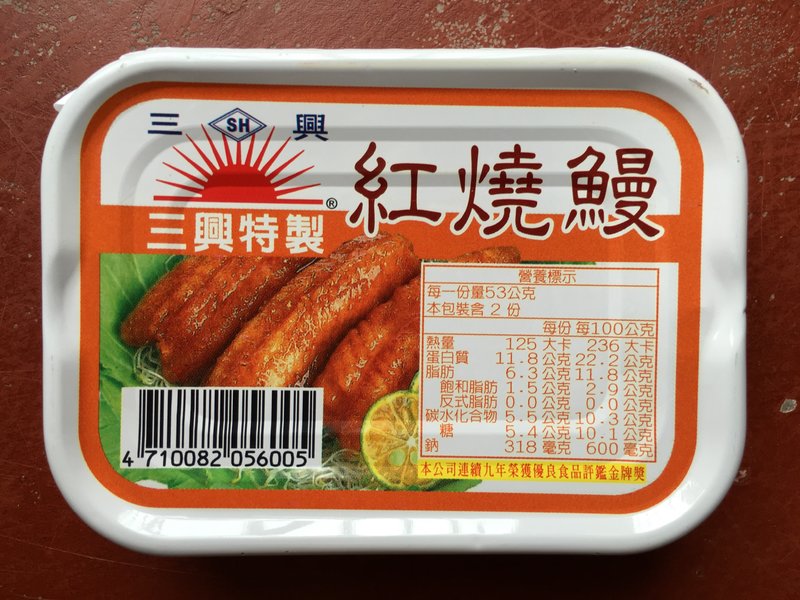 三 SH 興
®
三興特製
紅燒鰻
營養標示
每一份量53公克
本包裝含 2 份
每份 每100公克
熱量 125 大卡 236 大卡
蛋白質 11.8 公克 22.2 公克
脂肪 6.3 公克 11.8 公克
飽和脂肪 1.5 公克 2.9 公克
反式脂肪 0.0 公克 0.0 公克
碳水化合物 5.5 公克 10.3 公克
糖 5.4 公克 10.1 公克
鈉 318 毫克 600 毫克
本公司連續九年榮獲優良食品評鑑金牌獎
4 710082 056005